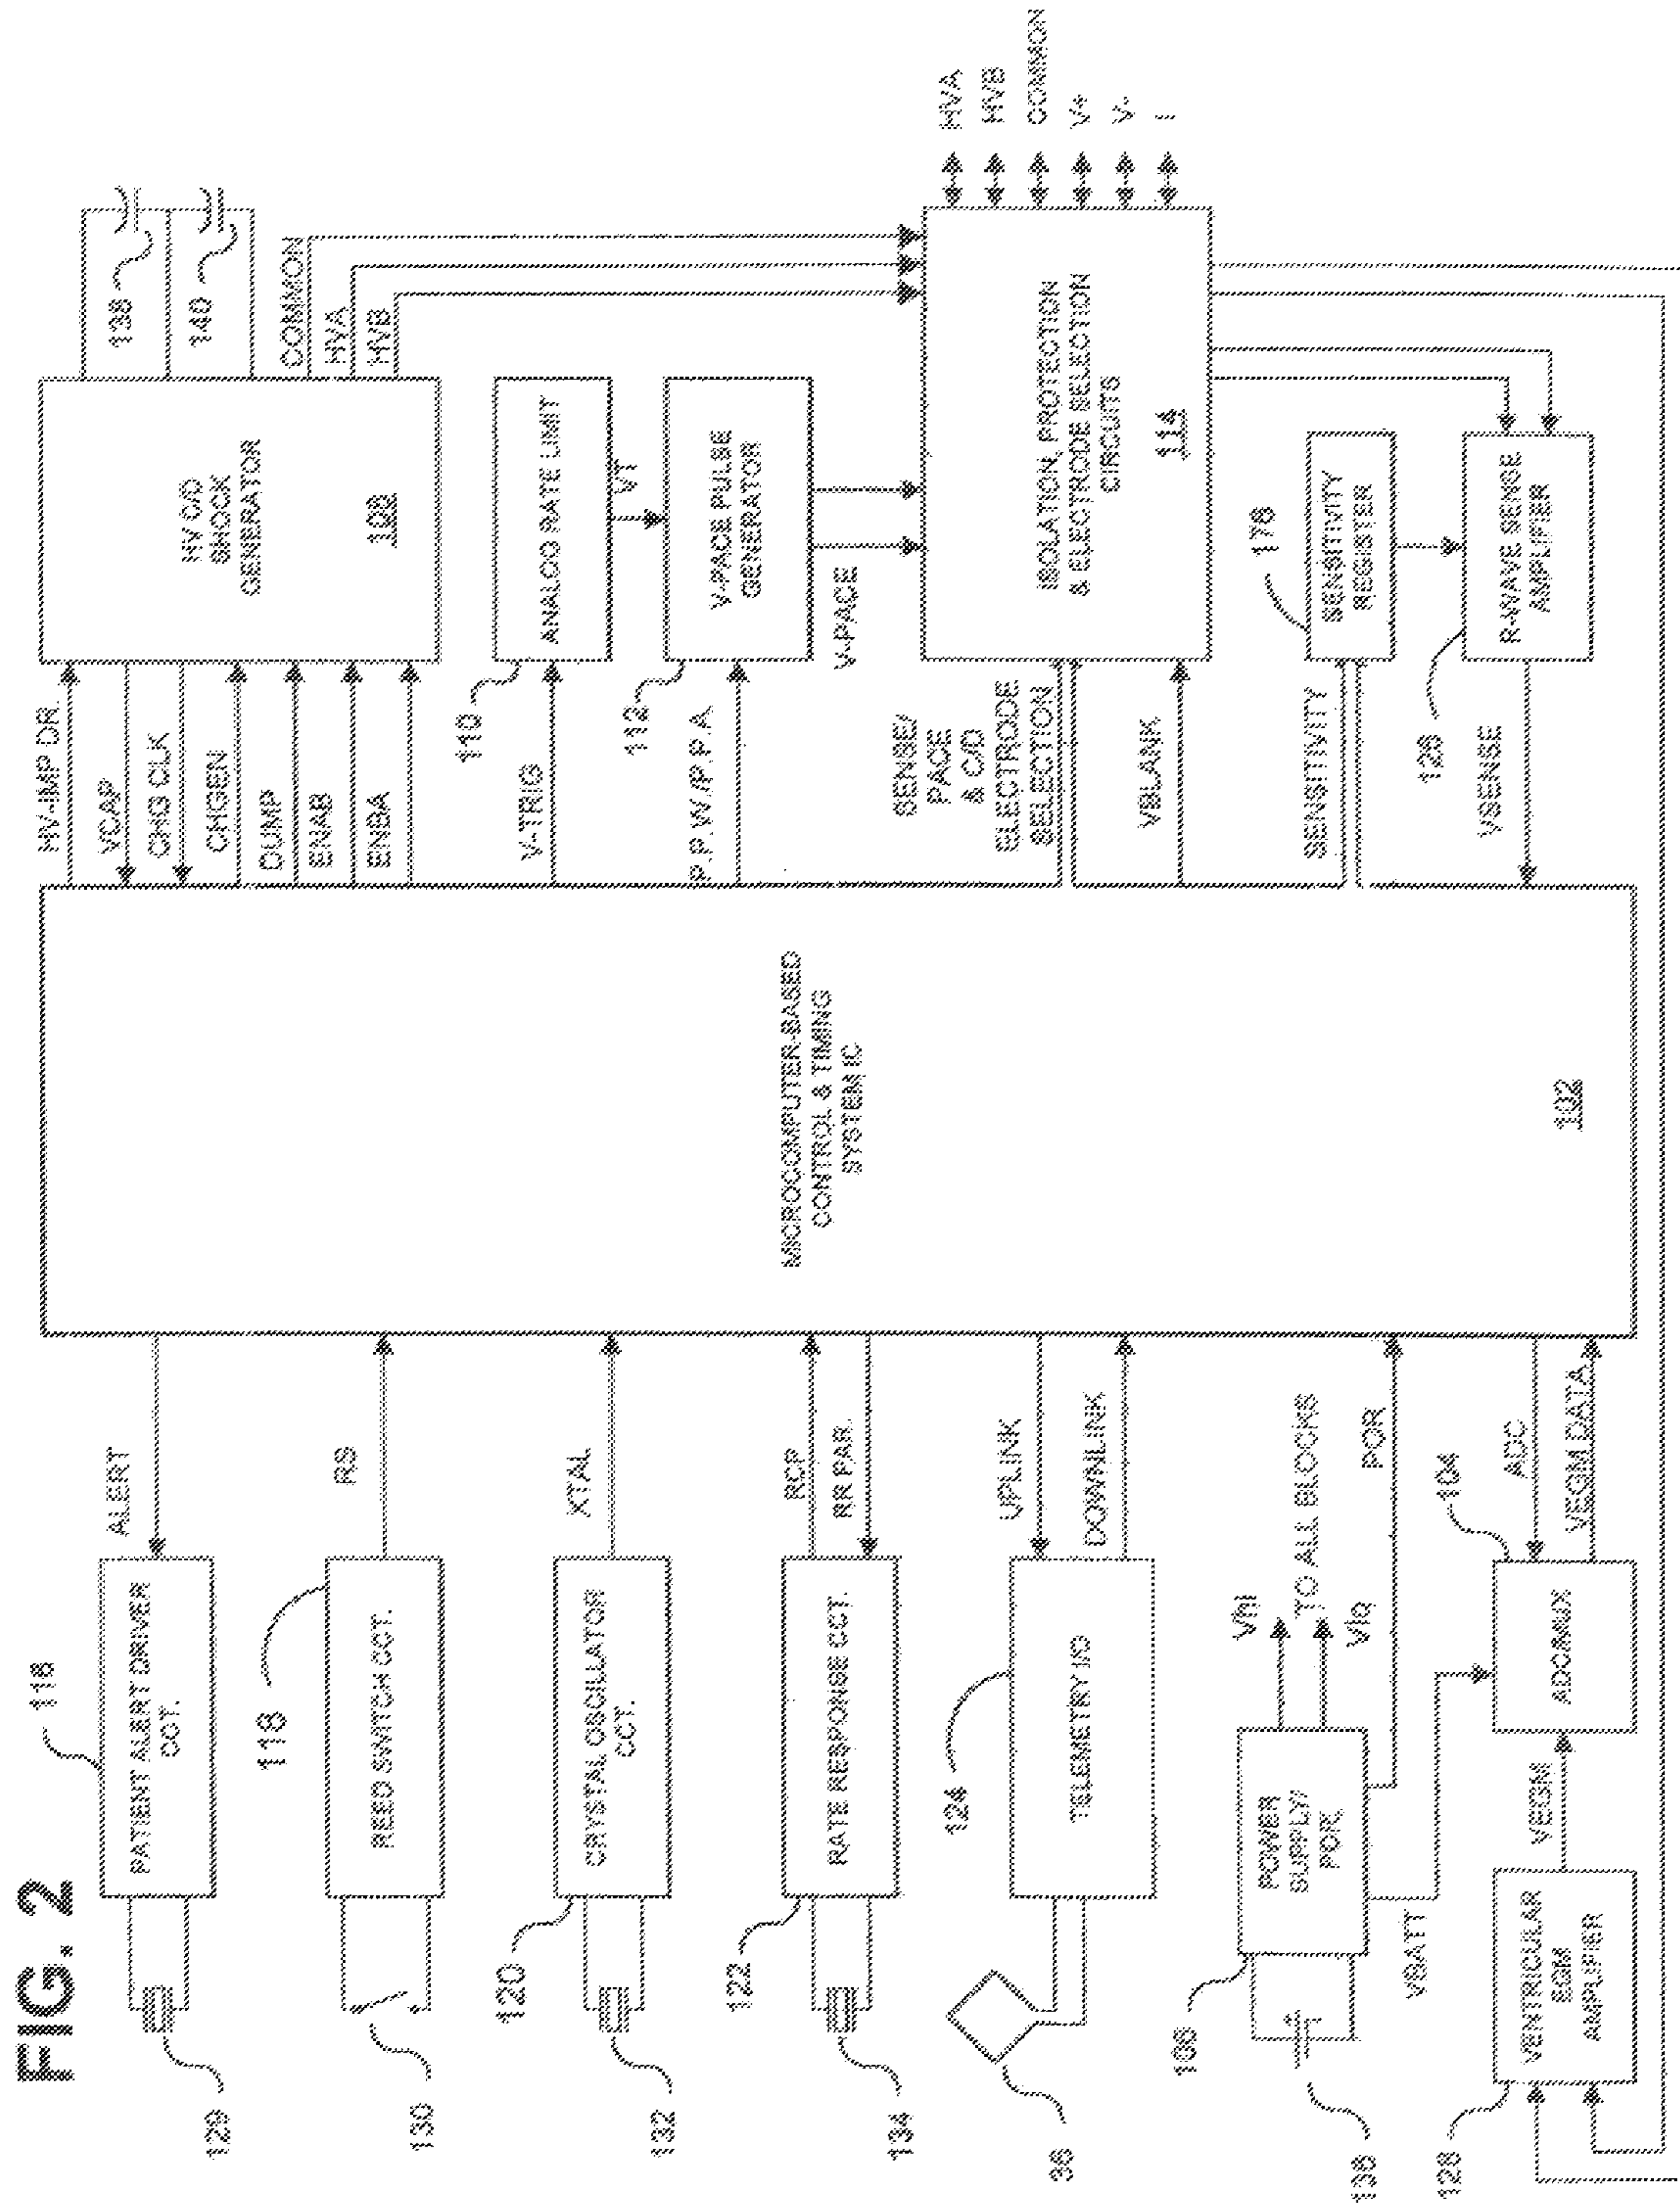 FIG. 2
116
PATIENT ALERT DRIVER
CCT.
129
ALERT
118
REED SWITCH CCT.
130
RS
120
CRYSTAL OSCILLATOR
CCT.
132
XTAL
122
RATE RESPONSE CCT.
134
RCP
RR PAR.
124
TELEMETRY I/O
36
UPLINK
DOWNLINK
106
POWER
SUPPLY/
POR.
Vhi
TO ALL BLOCKS
Vlo
POR
VBATT
128
VENTRICULAR
EGM
AMPLIFIER
VEGM
104
ADC/MUX
ADC
VEGM DATA
MICROCOMPUTER-BASED
CONTROL & TIMING
SYSTEM IC
102
HV-IMP DR.
VCAP
CHG CLK
CHGEN
DUMP
ENAB
ENBA
HV C/D
SHOCK
GENERATOR
108
138
140
COMMON
HVA
HVB
V-TRIG
110
ANALOG RATE LIMIT
VT
P.P.W./P.P.A.
112
V-PACE PULSE
GENERATOR
V-PACE
SENSE/
PACE
& C/D
ELECTRODE
SELECTION
VBLANK
ISOLATION, PROTECTION
& ELECTRODE SELECTION
CIRCUITS
114
HVA
HVB
COMMON
V+
V-
SENSITIVITY
178
SENSITIVITY
REGISTER
VSENSE
126
R-WAVE SENSE
AMPLIFIER